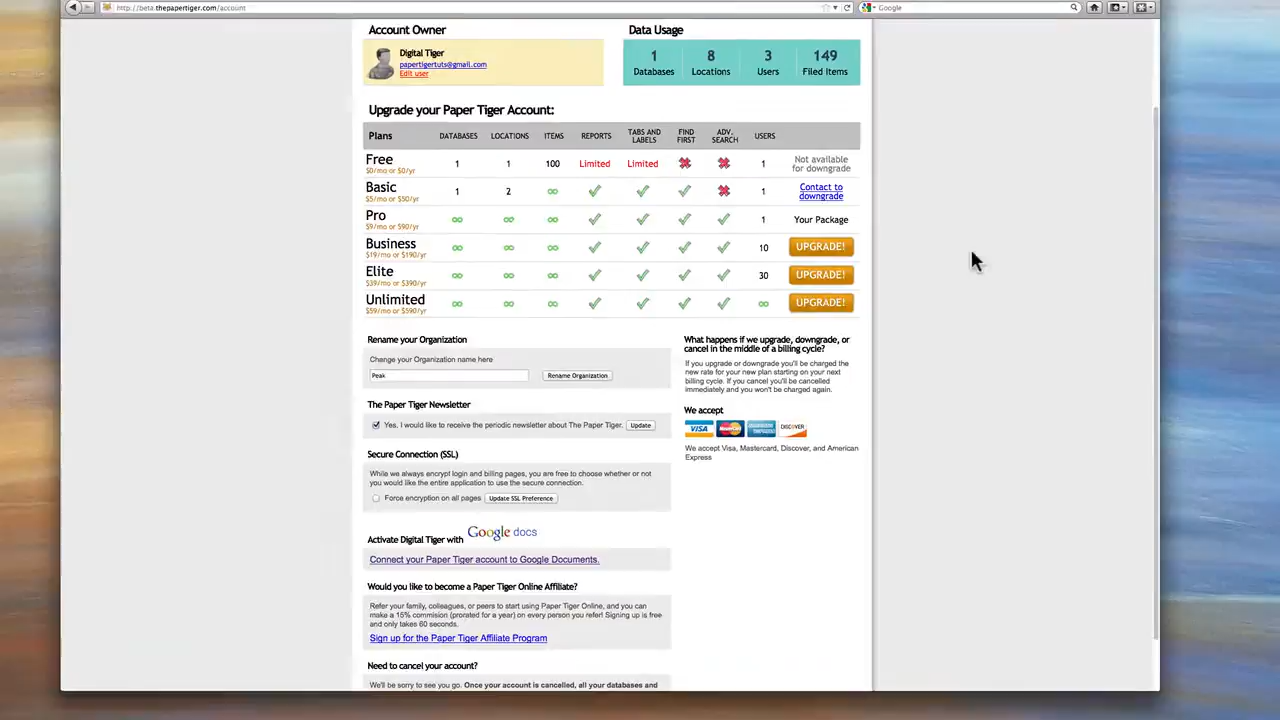 http://beta.thepapertiger.com/account
Google
Account Owner
Data Usage
Digital Tiger
papertigertuts@gmail.com
Edit user
1
8
3
149
Databases
Locations
Users
Filed Items
Upgrade your Paper Tiger Account:
Plans DATABASES LOCATIONS ITEMS REPORTS TABS AND LABELS FIND FIRST ADV. SEARCH USERS
Free 1 1 100 Limited Limited 1 Not available for downgrade
$0/mo or $0/yr
Basic 1 2 ∞ 1 Contact to downgrade
$5/mo or $50/yr
Pro ∞ ∞ ∞ 1 Your Package
$9/mo or $90/yr
Business ∞ ∞ ∞ 10 UPGRADE!
$19/mo or $190/yr
Elite ∞ ∞ ∞ 30 UPGRADE!
$39/mo or $390/yr
Unlimited ∞ ∞ ∞ ∞ UPGRADE!
$59/mo or $590/yr
Rename your Organization
Change your Organization name here
Peak
Rename Organization
The Paper Tiger Newsletter
Yes, I would like to receive the periodic newsletter about The Paper Tiger.
Update
Secure Connection (SSL)
While we always encrypt login and billing pages, you are free to choose whether or not
you would like the entire application to use the secure connection.
Force encryption on all pages
Update SSL Preference
Activate Digital Tiger with Google docs
Connect your Paper Tiger account to Google Documents.
Would you like to become a Paper Tiger Online Affiliate?
Refer your family, colleagues, or peers to start using Paper Tiger Online, and you can
make a 15% commision (prorated for a year) on every person you refer! Signing up is free
and only takes 60 seconds.
Sign up for the Paper Tiger Affiliate Program
Need to cancel your account?
We'll be sorry to see you go. Once your account is cancelled, all your databases and
What happens if we upgrade, downgrade, or
cancel in the middle of a billing cycle?
If you upgrade or downgrade you'll be charged the
new rate for your new plan starting on your next
billing cycle. If you cancel you'll be cancelled
immediately and you won't be charged again.
We accept
VISA
MasterCard
AMERICAN EXPRESS
DISCOVER
We accept Visa, Mastercard, Discover, and American
Express